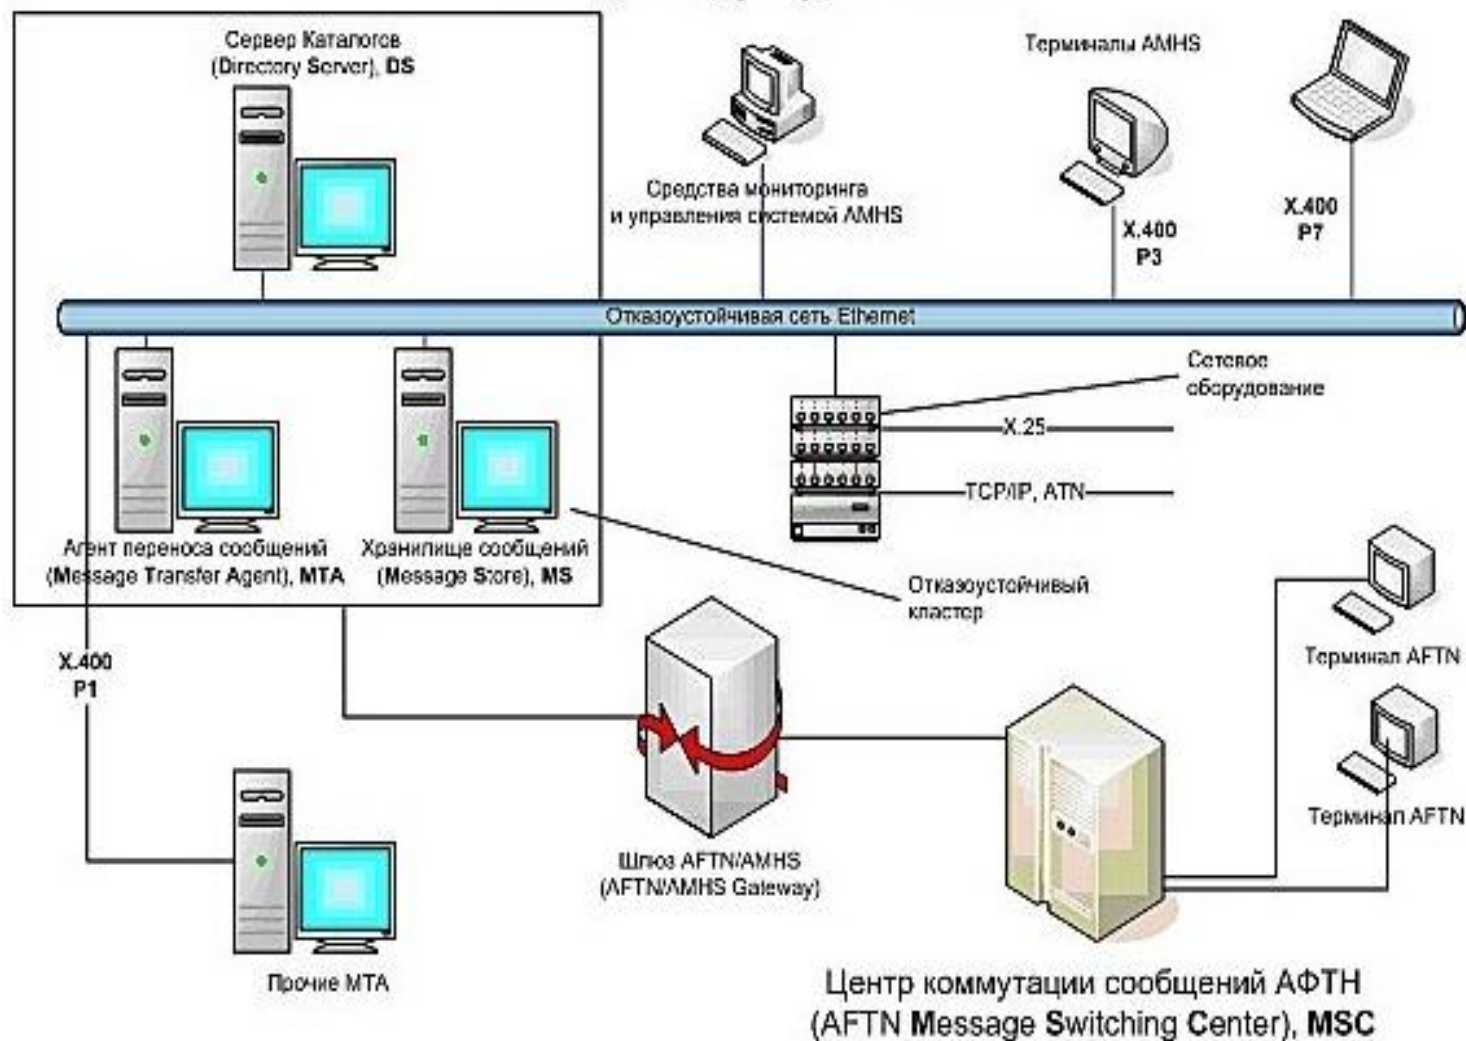 Сервер Каталогов
(Directory Server), DS
Средства мониторинга
и управления системой AMHS
Терминалы AMHS
X.400
P3
X.400
P7
Отказоустойчивая сеть Ethernet
Сетевое
оборудование
X.25
TCP/IP, ATN
Агент переноса сообщений
(Message Transfer Agent), MTA
Хранилище сообщений
(Message Store), MS
Отказоустойчивый
кластер
X.400
P1
Терминал AFTN
Терминал AFTN
Шлюз AFTN/AMHS
(AFTN/AMHS Gateway)
Прочие МТА
Центр коммутации сообщений АФТН
(AFTN Message Switching Center), MSC